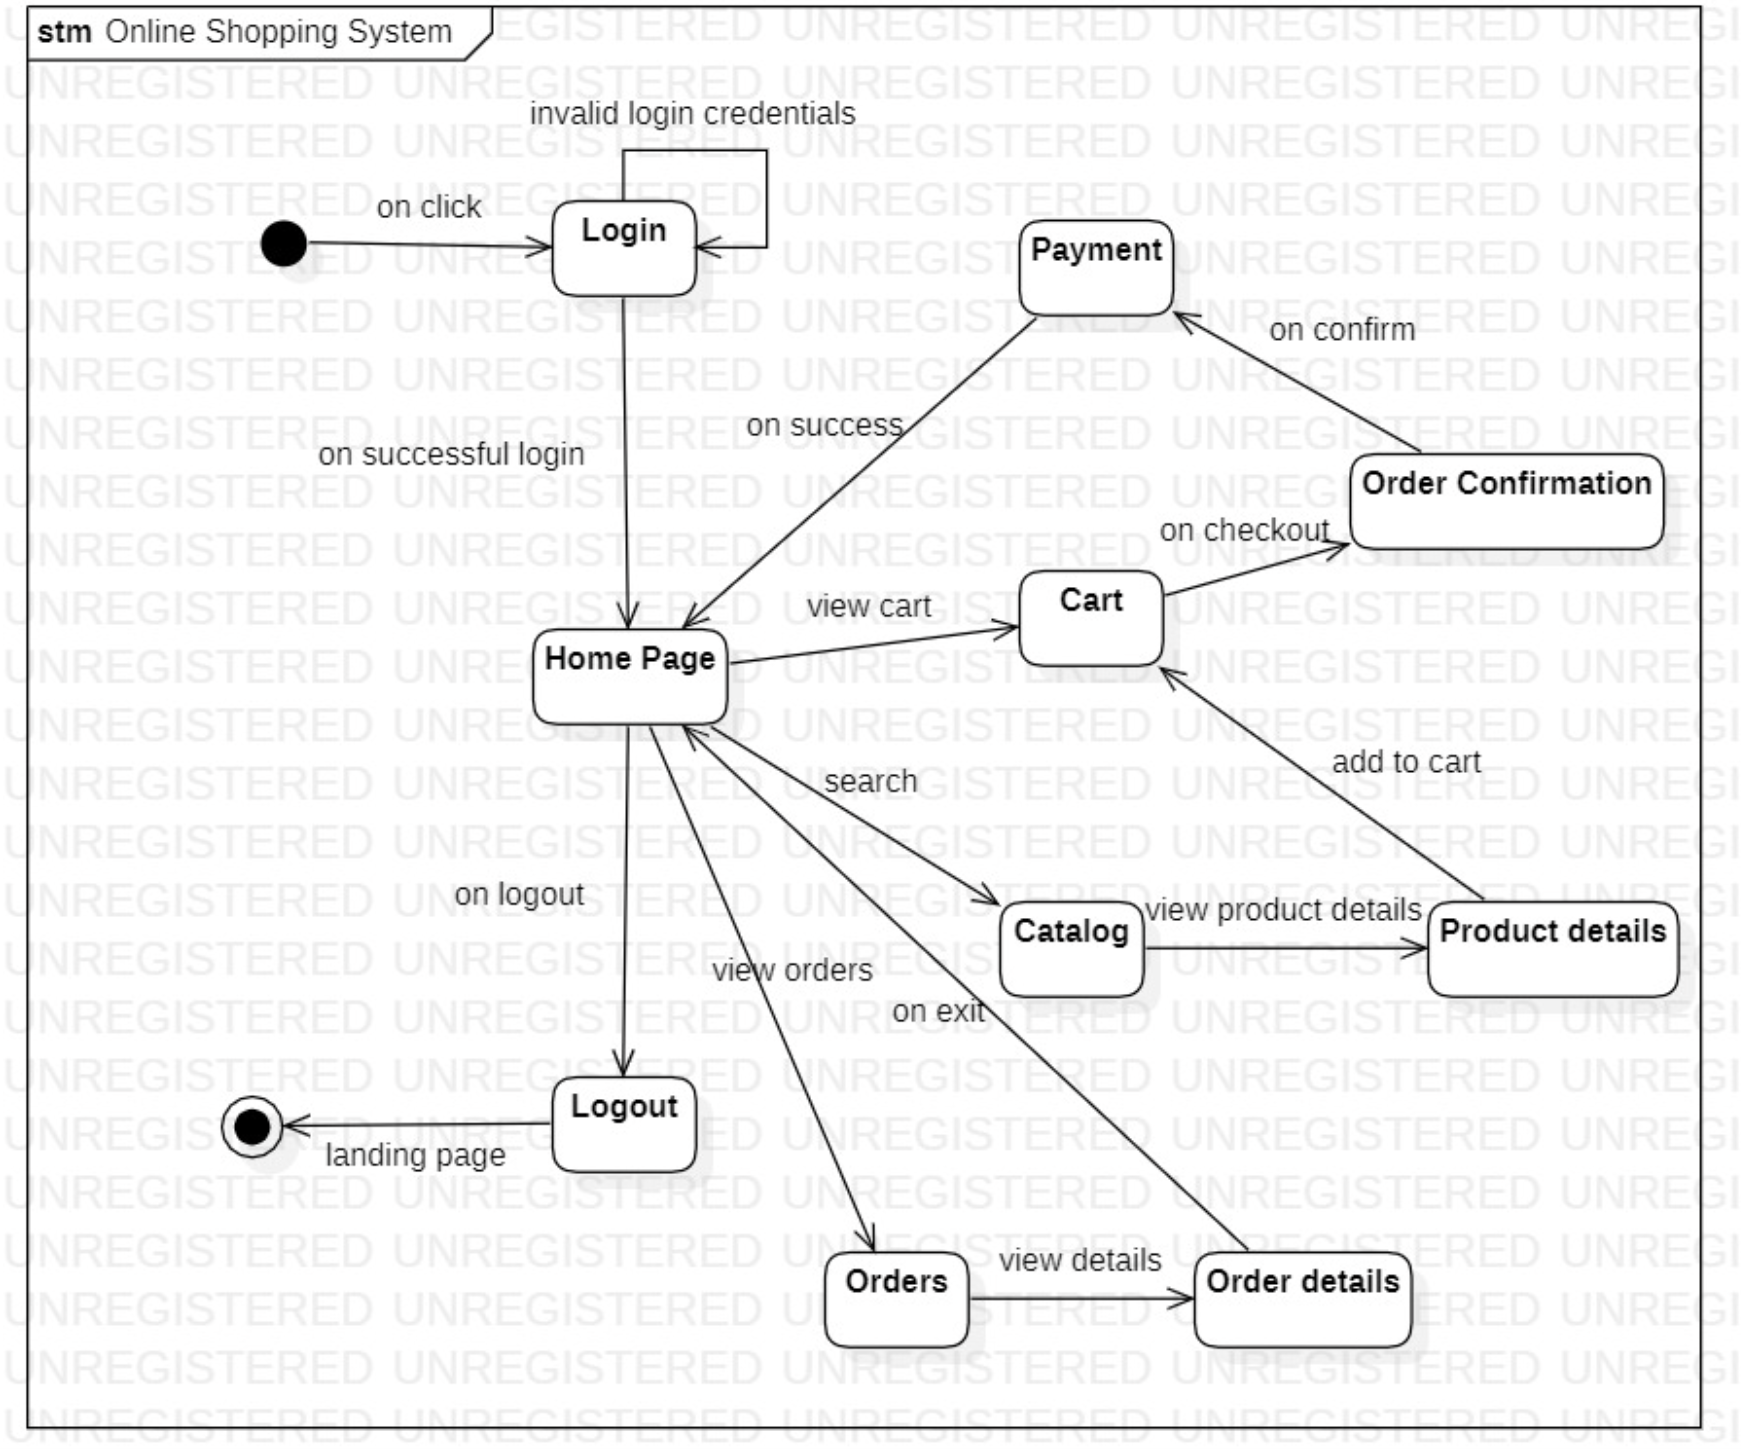 stm Online Shopping System
invalid login credentials
on click
Login
Payment
on confirm
on success
on successful login
Order Confirmation
on checkout
view cart
Cart
Home Page
add to cart
search
on logout
view product details
Catalog
Product details
view orders
on exit
Logout
landing page
view details
Orders
Order details
UNREGISTERED